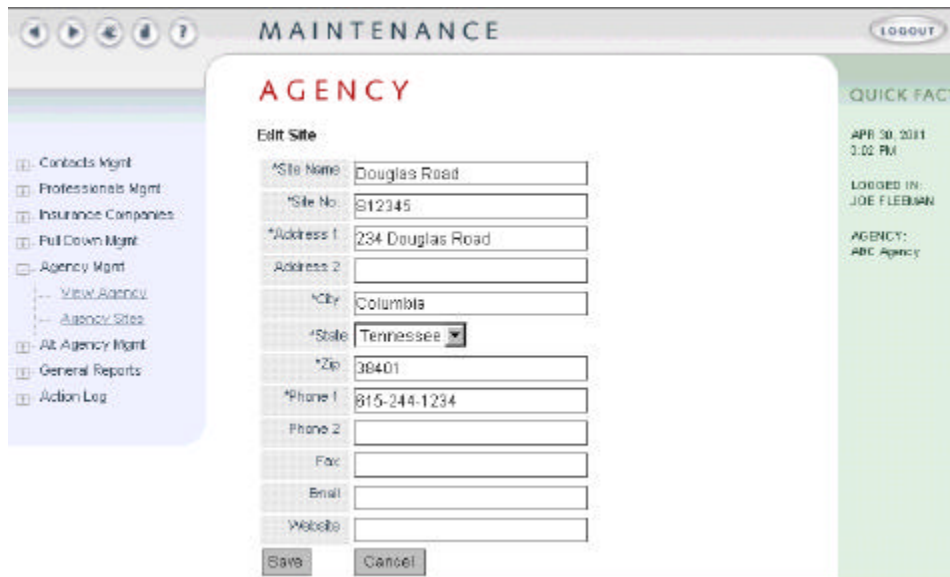 ?
MAINTENANCE
LOGOUT
AGENCY
QUICK FAC
Edit Site
APR 30, 2011
3:02 PM
LOGGED IN:
JOE FLEEMAN
AGENCY:
ABC Agency
Contacts Mgmt
Professionals Mgmt
Insurance Companies
Pull Down Mgmt
Agency Mgmt
View Agency
Agency Sites
Alt Agency Mgmt
General Reports
Action Log
*Site Name Douglas Road
*Site No. 812345
*Address 1 234 Douglas Road
Address 2
*City Columbia
*State Tennessee
*Zip 38401
*Phone 1 615-244-1234
Phone 2
Fax
Email
Website
Save Cancel